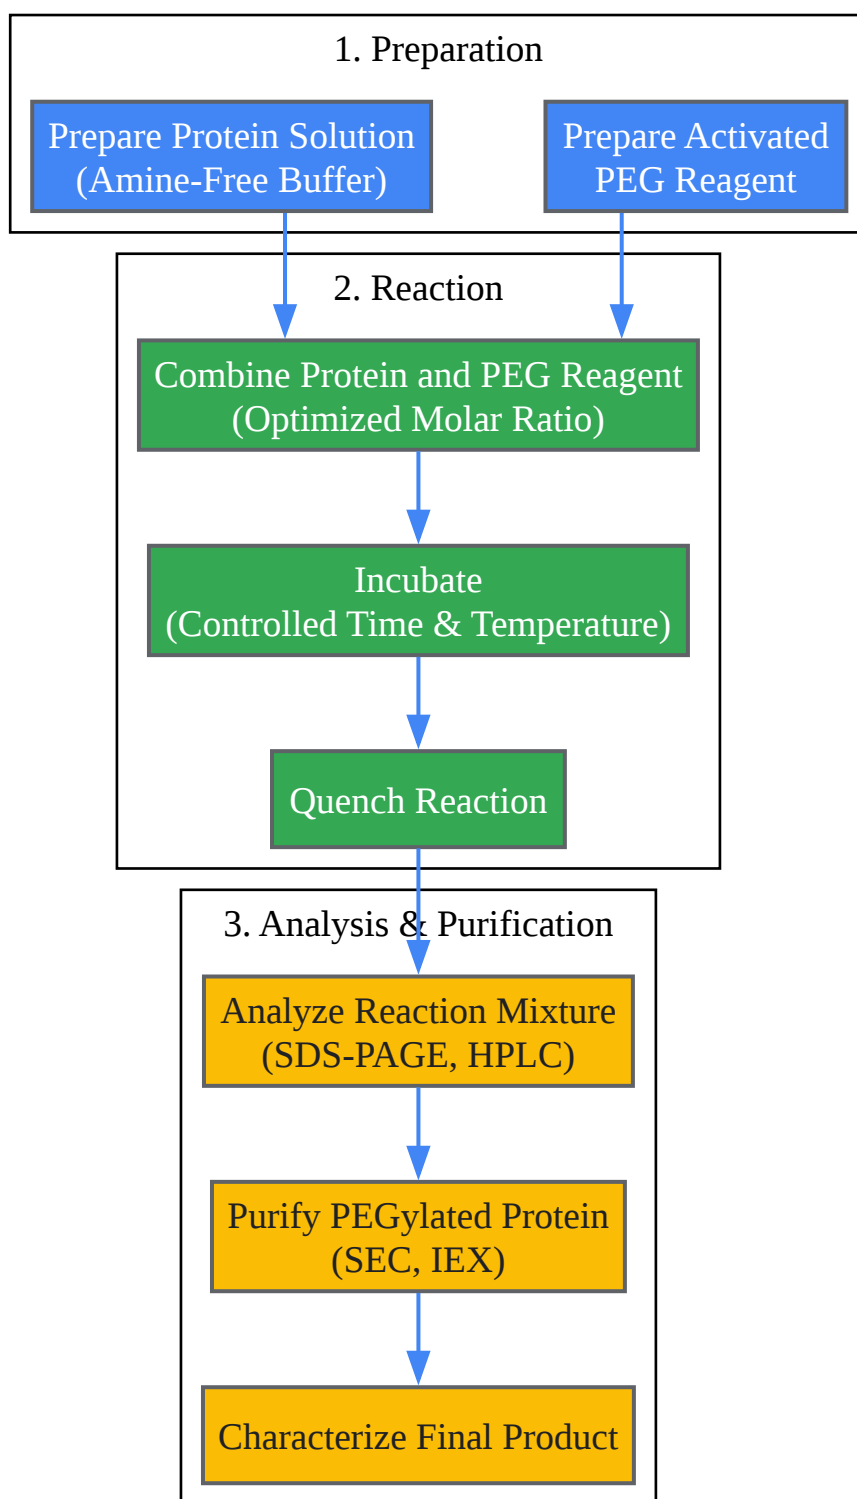 1. Preparation
Prepare Protein Solution
(Amine-Free Buffer)
Prepare Activated
PEG Reagent
2. Reaction
Combine Protein and PEG Reagent
(Optimized Molar Ratio)
Incubate
(Controlled Time & Temperature)
Quench Reaction
3. Analysis & Purification
Analyze Reaction Mixture
(SDS-PAGE, HPLC)
Purify PEGylated Protein
(SEC, IEX)
Characterize Final Product